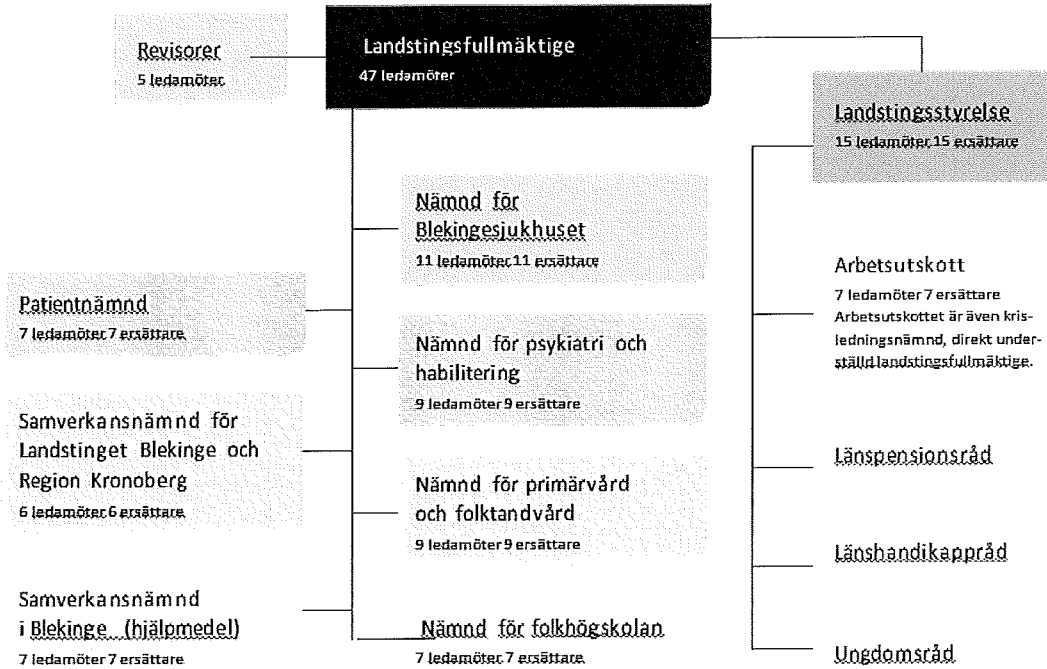 Revisorer
5 ledamöter
Landstingsfullmäktige
47 ledamöter
Landstingsstyrelse
15 ledamöter 15 ersättare
Nämnd för
Blekingesjukhuset
11 ledamöter 11 ersättare
Patientnämnd
7 ledamöter 7 ersättare
Nämnd för psykiatri och
habilitering
9 ledamöter 9 ersättare
Samverkansnämnd för
Landstinget Blekinge och
Region Kronoberg
6 ledamöter 6 ersättare
Nämnd för primärvård
och folktandvård
9 ledamöter 9 ersättare
Samverkansnämnd
i Blekinge (hjälpmedel)
7 ledamöter 7 ersättare
Nämnd för folkhögskolan
7 ledamöter 7 ersättare
Arbetsutskott
7 ledamöter 7 ersättare
Arbetsutskottet är även kris-
ledningsnämnd, direkt under-
ställd landstingsfullmäktige.
Länspensionsråd
Länshandikappråd
Ungdomsråd